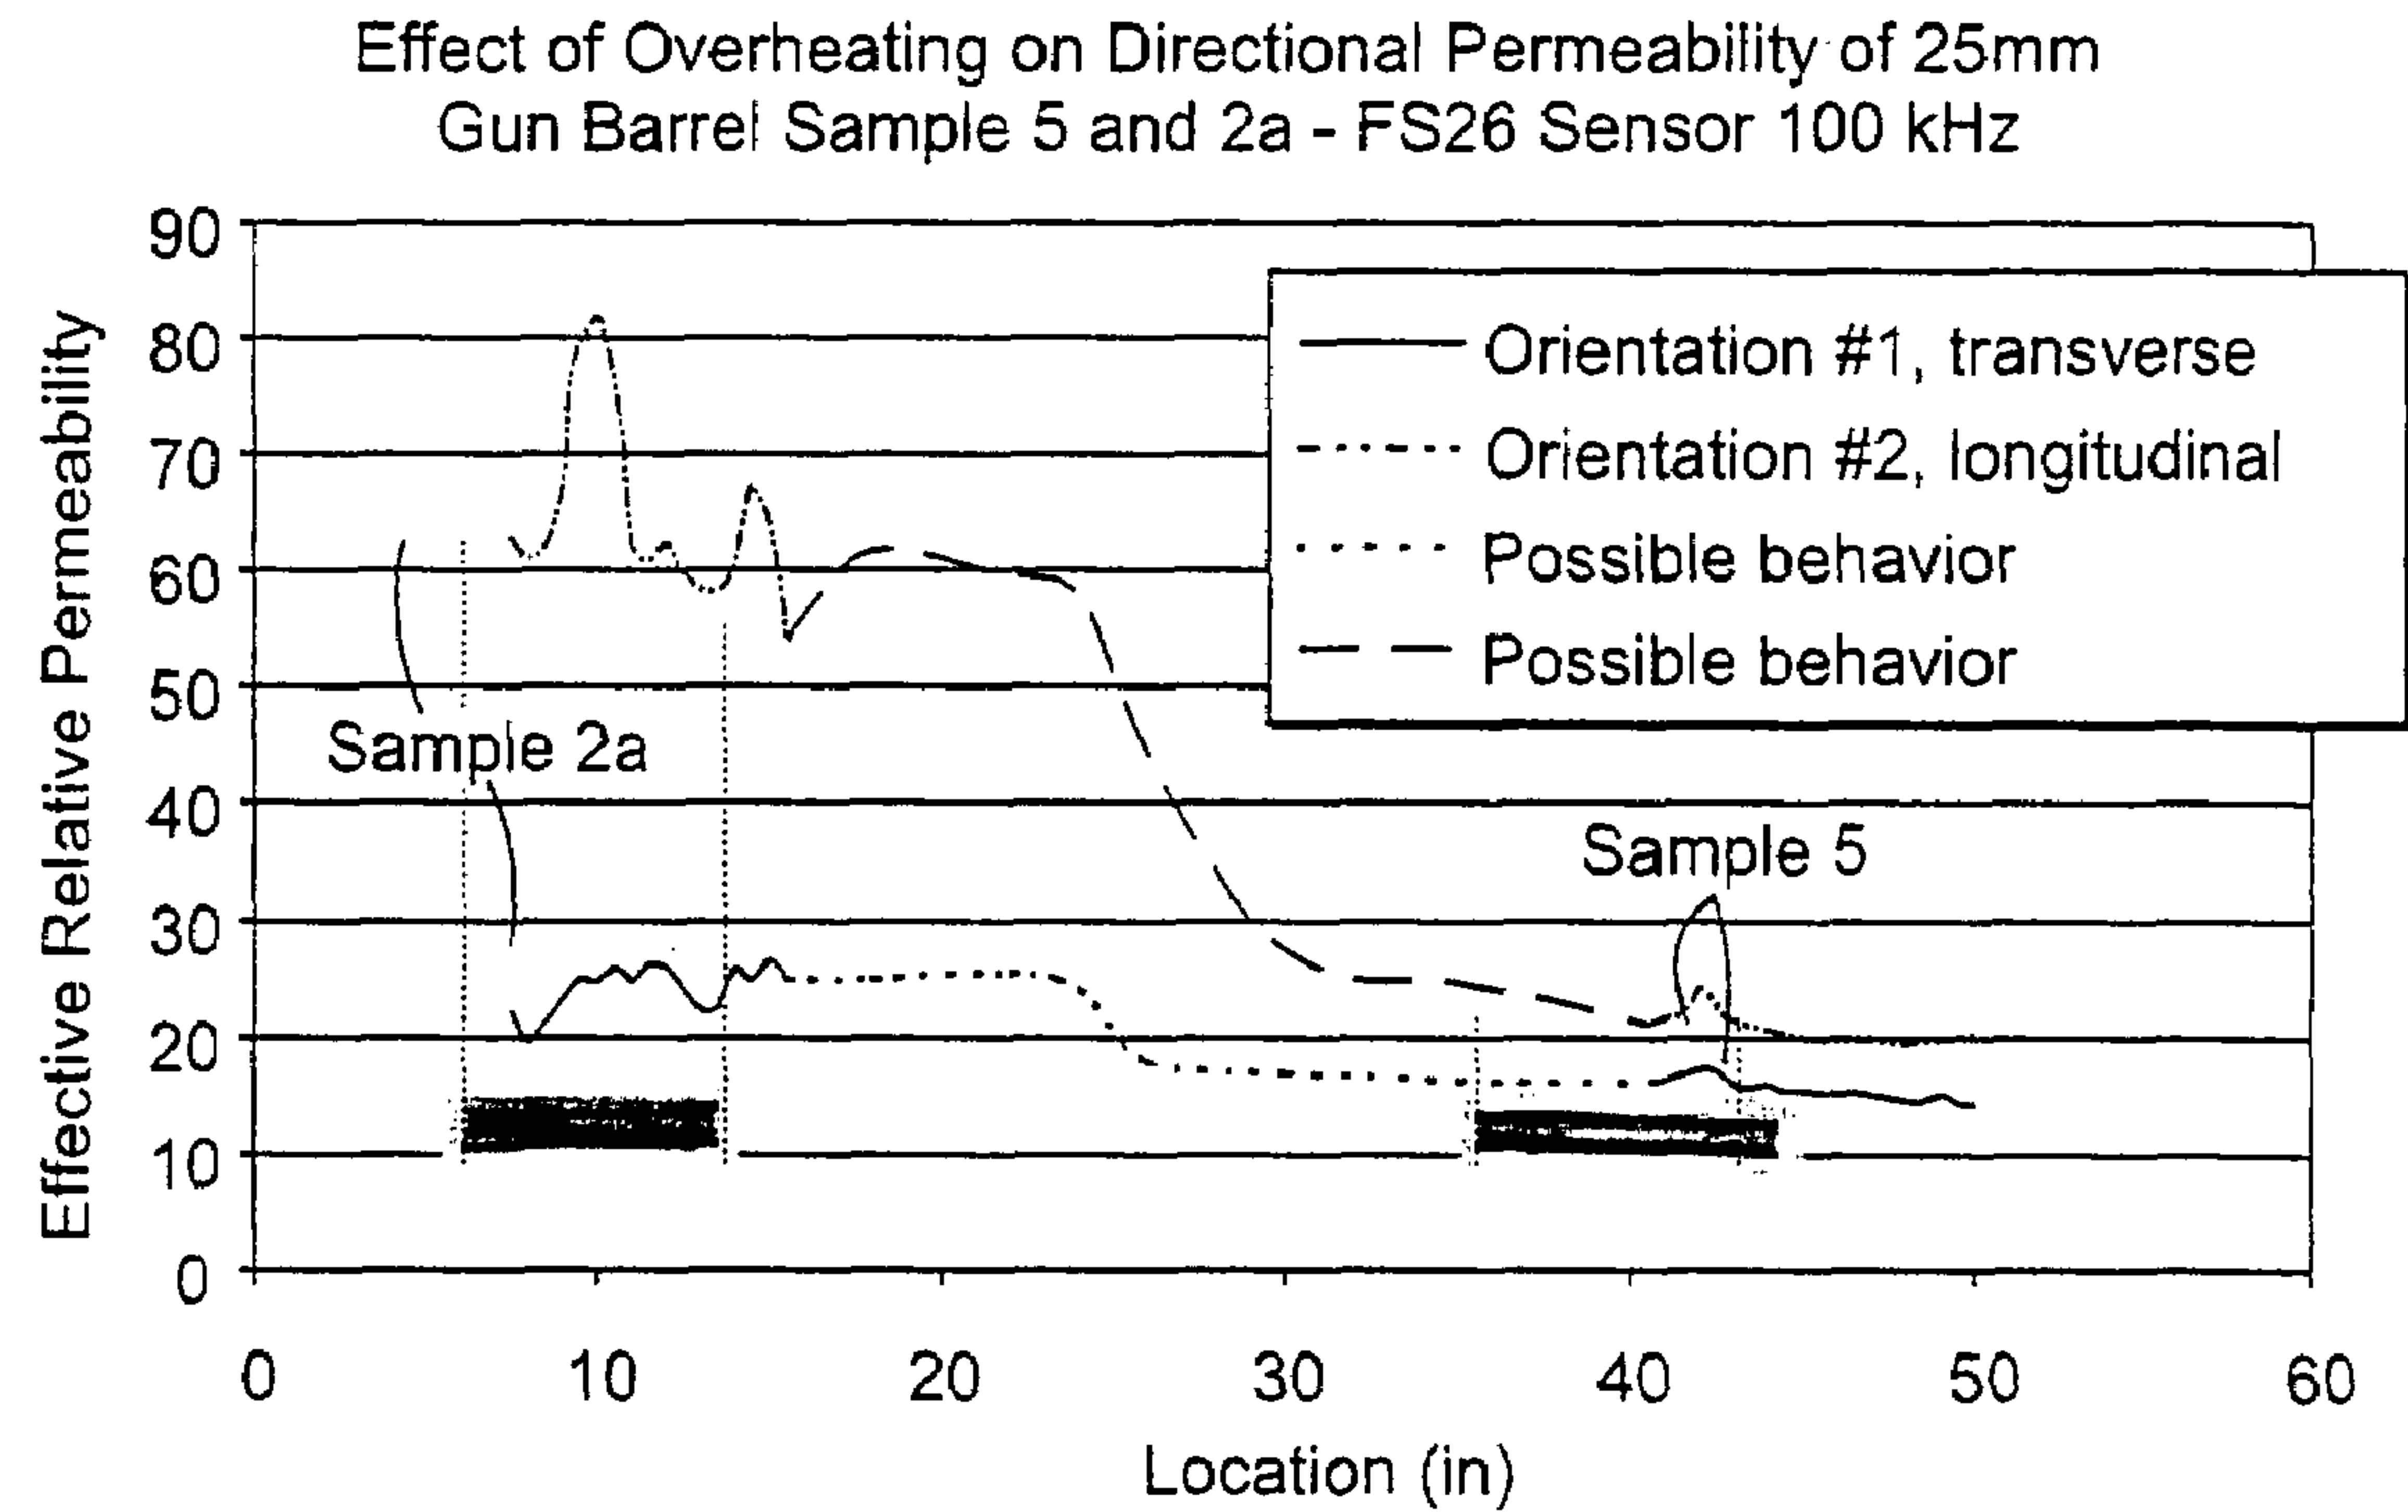 Effect of Overheating on Directional Permeability of 25mm
Gun Barrel Sample 5 and 2a - FS26 Sensor 100 kHz
Effective Relative Permeability
90
80
70
60
50
40
30
20
10
0
Orientation #1, transverse
Orientation #2, longitudinal
Possible behavior
Possible behavior
Sample 2a
Sample 5
0 10 20 30 40 50 60
Location (in)